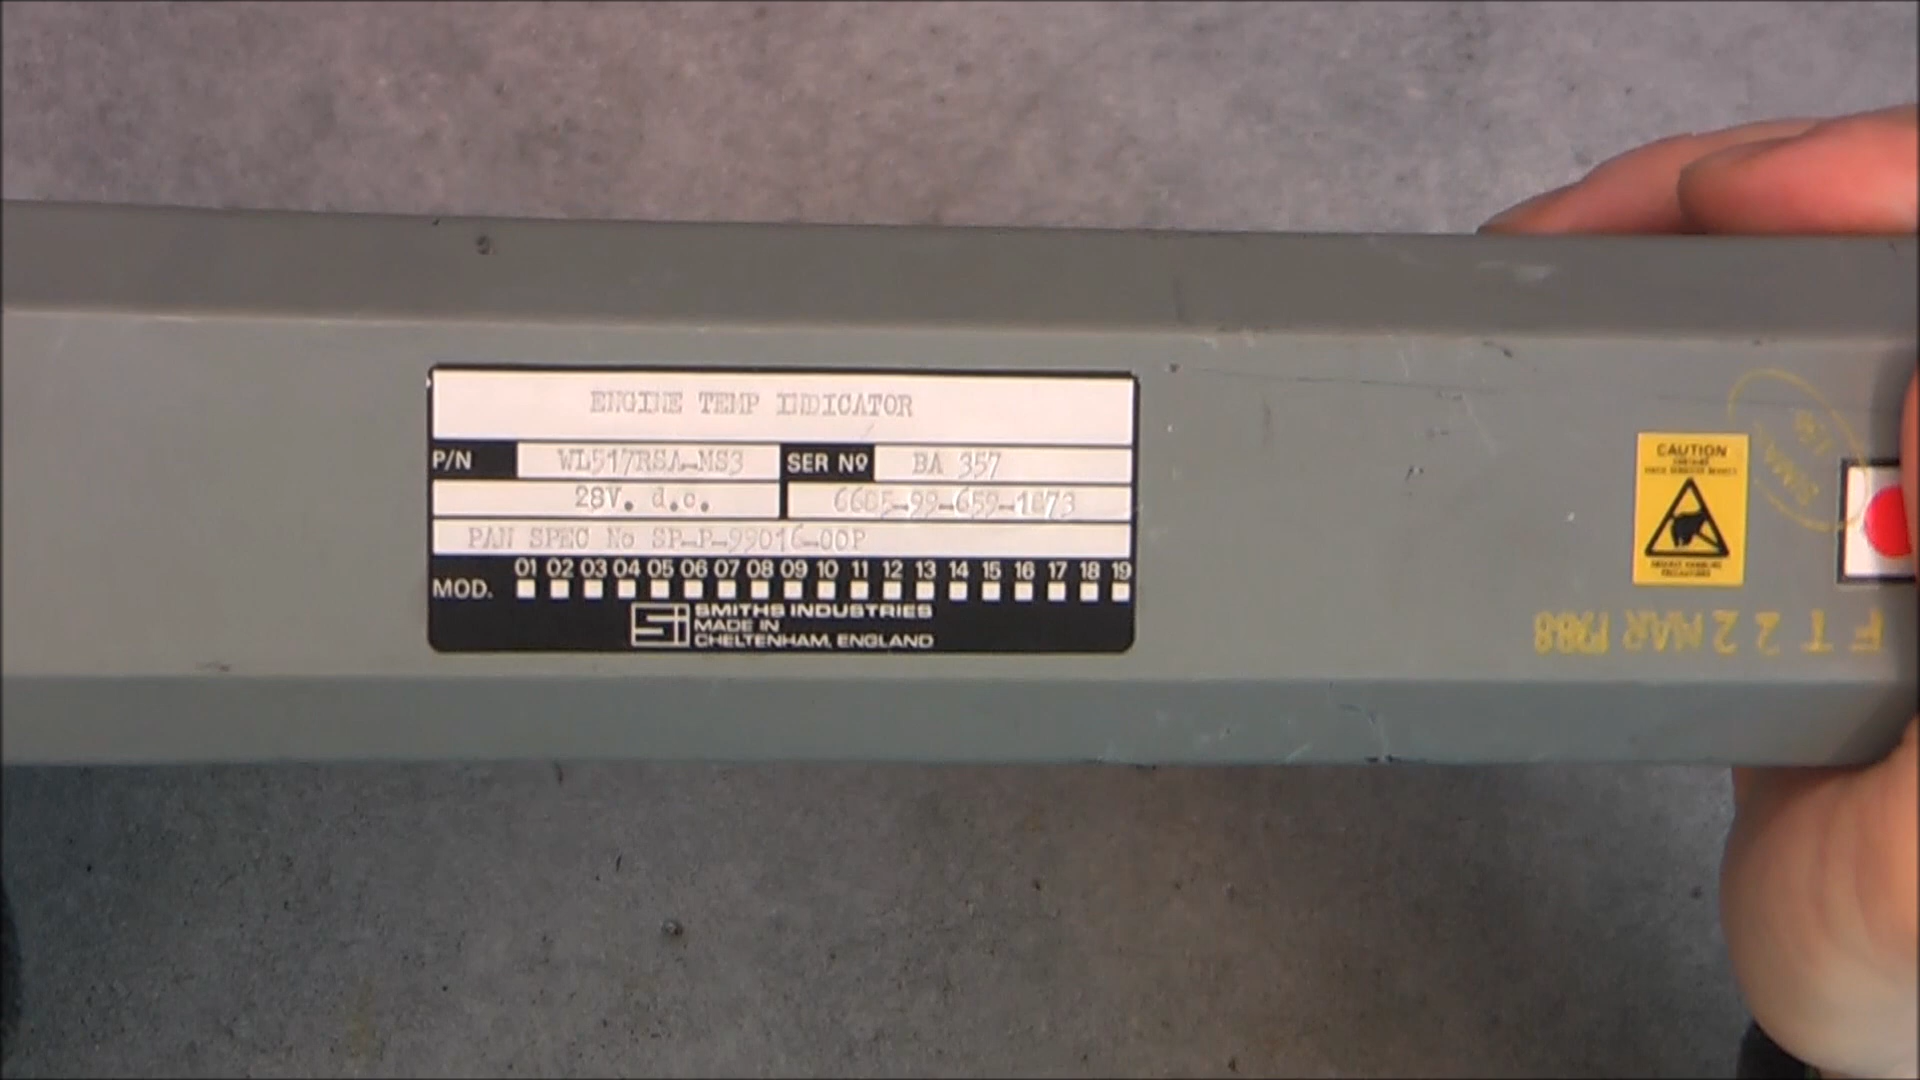 ENGINE TEMP INDICATOR
P/N WL517RSA-MS3 SER Nº BA 357
28V. d.c. 6685-99-659-1873
PAN SPEC No SP-P-99016-00P
01 02 03 04 05 06 07 08 09 10 11 12 13 14 15 16 17 18 19
MOD.
SMITHS INDUSTRIES
MADE IN
CHELTENHAM, ENGLAND
CAUTION
F T 2 2 MAR 1988